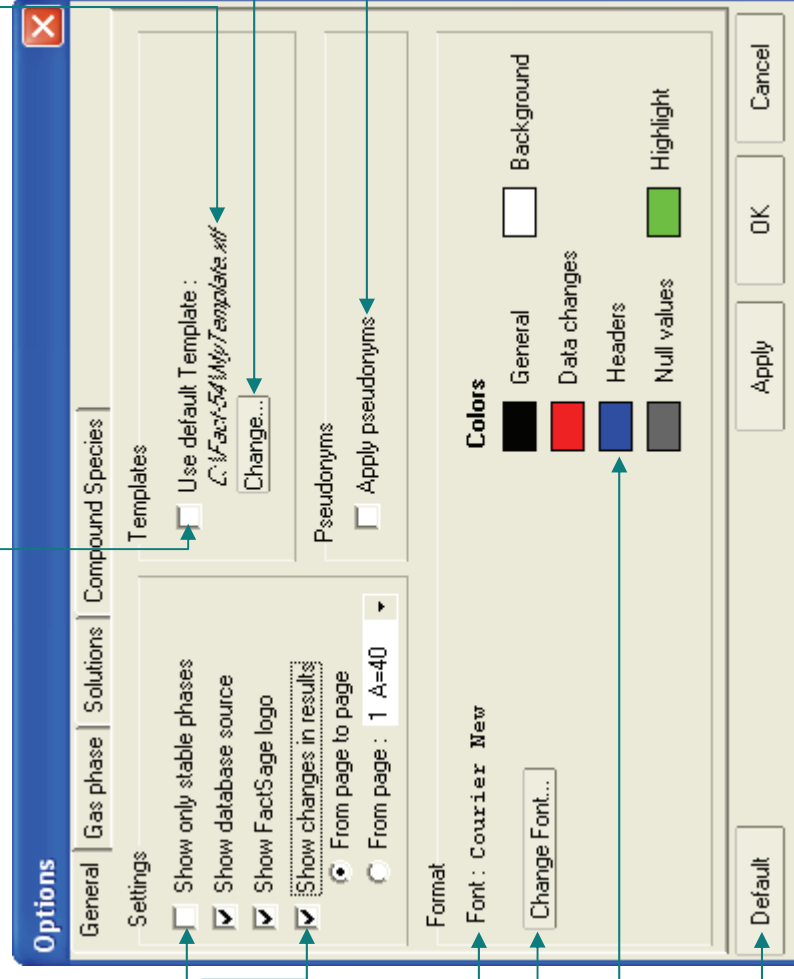 Options
General Gas phase Solutions Compound Species
Settings
Show only stable phases
Show database source
Show FactSage logo
Show changes in results
From page to page
From page : 1 A=40
Templates
Use default Template :
C:\Fact-54\MyTemplate.xtf
Change...
Pseudonyms
Apply pseudonyms
Format
Font : Courier New
Change Font...
Colors
General Background
Data changes
Headers
Null values Highlight
Default Apply OK Cancel